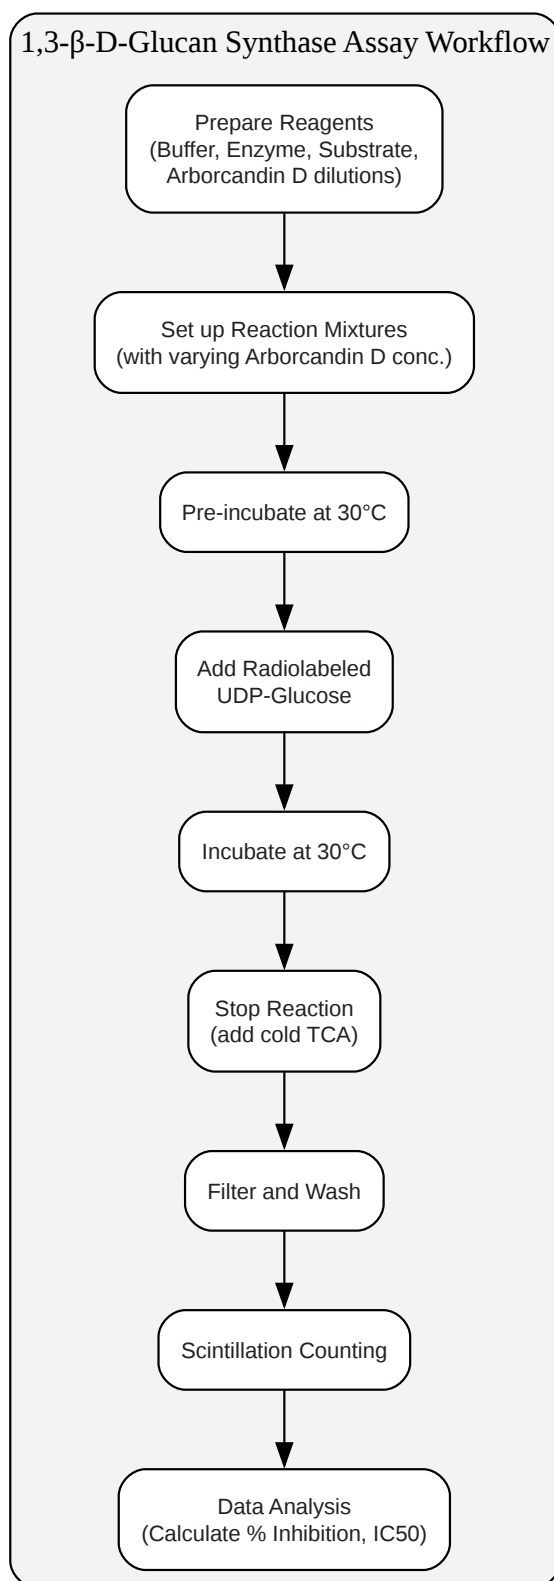 1,3-β-D-Glucan Synthase Assay Workflow
Prepare Reagents
(Buffer, Enzyme, Substrate,
Arborcandin D dilutions)
Set up Reaction Mixtures
(with varying Arborcandin D conc.)
Pre-incubate at 30°C
Add Radiolabeled
UDP-Glucose
Incubate at 30°C
Stop Reaction
(add cold TCA)
Filter and Wash
Scintillation Counting
Data Analysis
(Calculate % Inhibition, IC50)